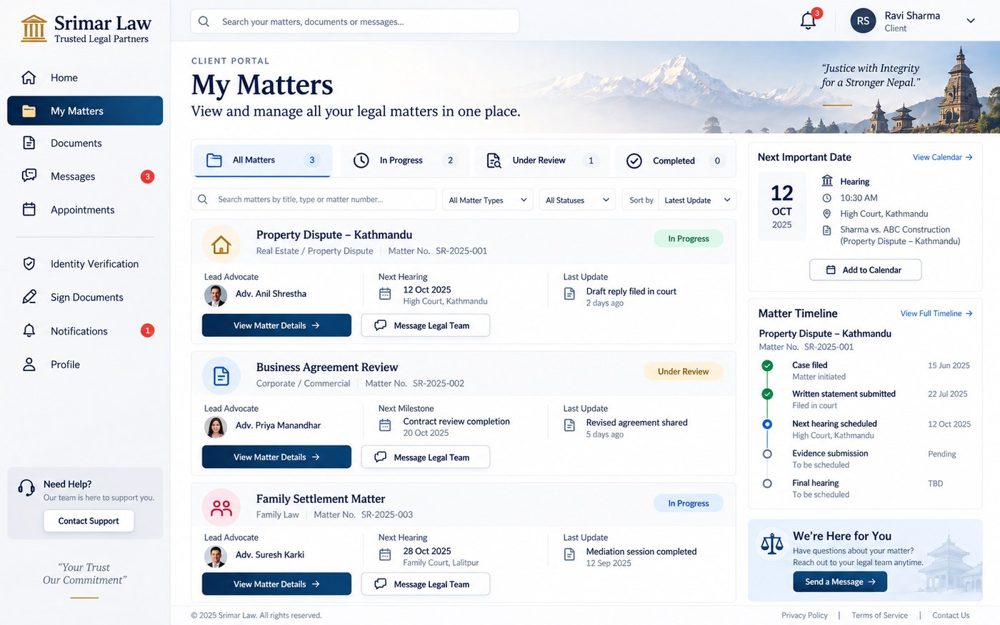 Srimar Law
Trusted Legal Partners
Home
My Matters
Documents
Messages
3
Appointments
Identity Verification
Sign Documents
Notifications
1
Profile
Need Help?
Our team is here to support you.
Contact Support
“Your Trust
Our Commitment”
Search your matters, documents or messages...
3
RS
Ravi Sharma
Client
CLIENT PORTAL
My Matters
View and manage all your legal matters in one place.
“Justice with Integrity
for a Stronger Nepal.”
All Matters 3
In Progress 2
Under Review 1
Completed 0
Search matters by title, type or matter number...
All Matter Types
All Statuses
Sort by
Latest Update
Property Dispute – Kathmandu
Real Estate / Property Dispute
Matter No. SR-2025-001
In Progress
Lead Advocate
Adv. Anil Shrestha
Next Hearing
12 Oct 2025
High Court, Kathmandu
Last Update
Draft reply filed in court
2 days ago
View Matter Details →
Message Legal Team
Business Agreement Review
Corporate / Commercial
Matter No. SR-2025-002
Under Review
Lead Advocate
Adv. Priya Manandhar
Next Milestone
Contract review completion
20 Oct 2025
Last Update
Revised agreement shared
5 days ago
View Matter Details →
Message Legal Team
Family Settlement Matter
Family Law
Matter No. SR-2025-003
In Progress
Lead Advocate
Adv. Suresh Karki
Next Hearing
28 Oct 2025
Family Court, Lalitpur
Last Update
Mediation session completed
12 Sep 2025
View Matter Details →
Message Legal Team
Next Important Date
View Calendar →
12
OCT
2025
Hearing
10:30 AM
High Court, Kathmandu
Sharma vs. ABC Construction
(Property Dispute – Kathmandu)
Add to Calendar
Matter Timeline
View Full Timeline →
Property Dispute – Kathmandu
Matter No. SR-2025-001
Case filed
15 Jun 2025
Matter initiated
Written statement submitted
22 Jul 2025
Filed in court
Next hearing scheduled
12 Oct 2025
High Court, Kathmandu
Evidence submission
Pending
To be scheduled
Final hearing
TBD
To be scheduled
We’re Here for You
Have questions about your matter?
Reach out to your legal team anytime.
Send a Message →
© 2025 Srimar Law. All rights reserved.
Privacy Policy | Terms of Service | Contact Us